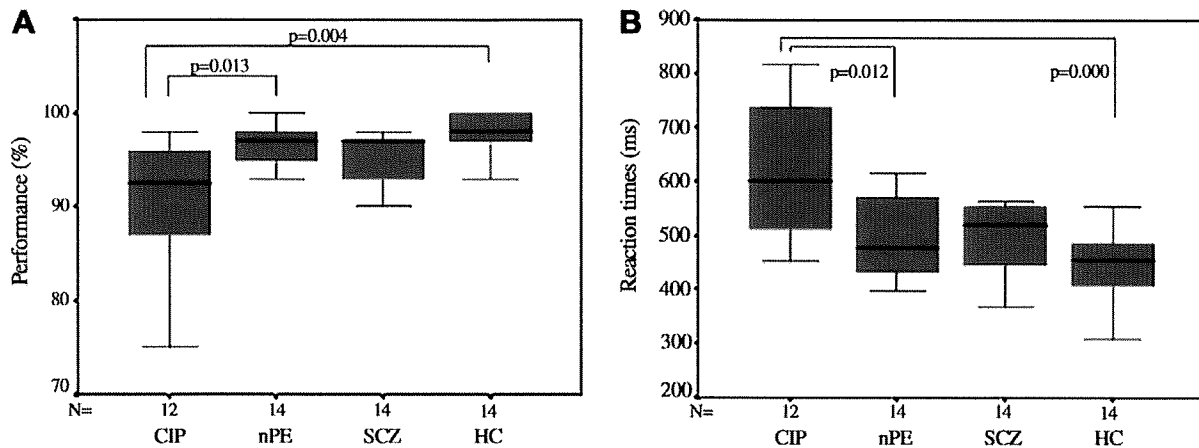 A
p=0.004
p=0.013
Performance (%)
100
90
80
70
N= 12 14 14 14
CIP nPE SCZ HC
B
p=0.012 p=0.000
Reaction times (ms)
900
800
700
600
500
400
300
200
N= 12 14 14 14
CIP nPE SCZ HC